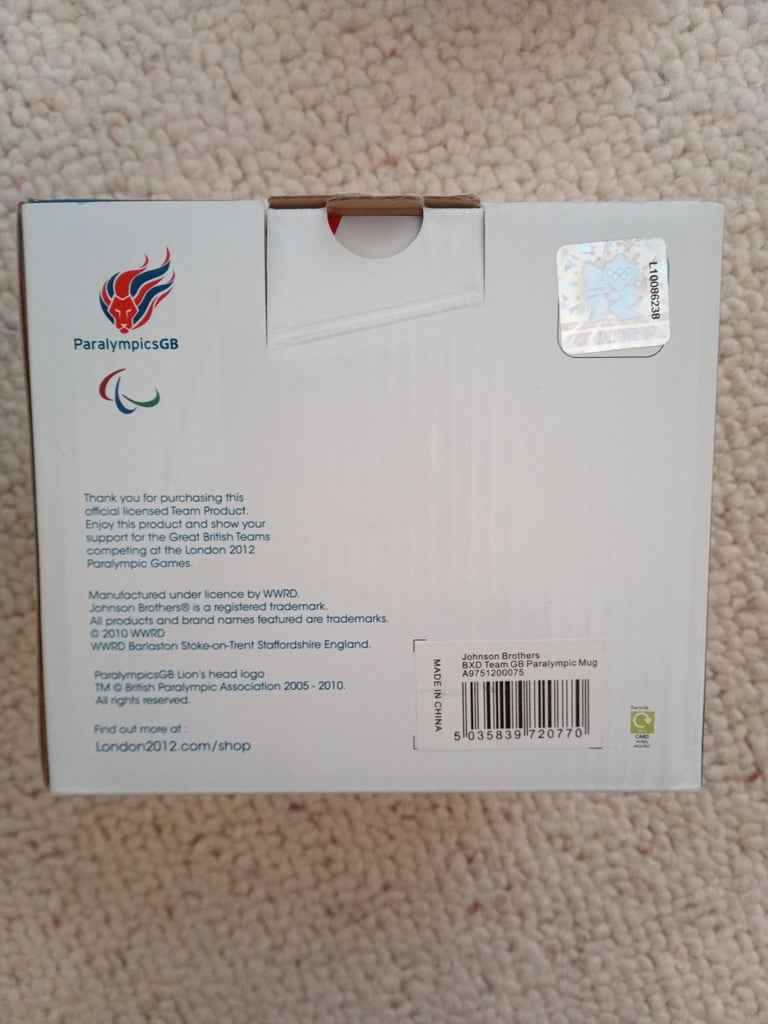 ParalympicsGB
L10086238
Thank you for purchasing this
official licensed Team Product.
Enjoy this product and show your
support for the Great British Teams
competing at the London 2012
Paralympic Games.
Manufactured under licence by WWRD.
Johnson Brothers® is a registered trademark.
All products and brand names featured are trademarks.
© 2010 WWRD
WWRD Barlaston Stoke-on-Trent Staffordshire England.
ParalympicsGB Lion's head logo
TM © British Paralympic Association 2005 - 2010.
All rights reserved.
Find out more at :
London2012.com/shop
MADE IN CHINA
Johnson Brothers
BXD Team GB Paralympic Mug
A9751200075
5 035839 720770
Recycle
CARD
widely
recycled